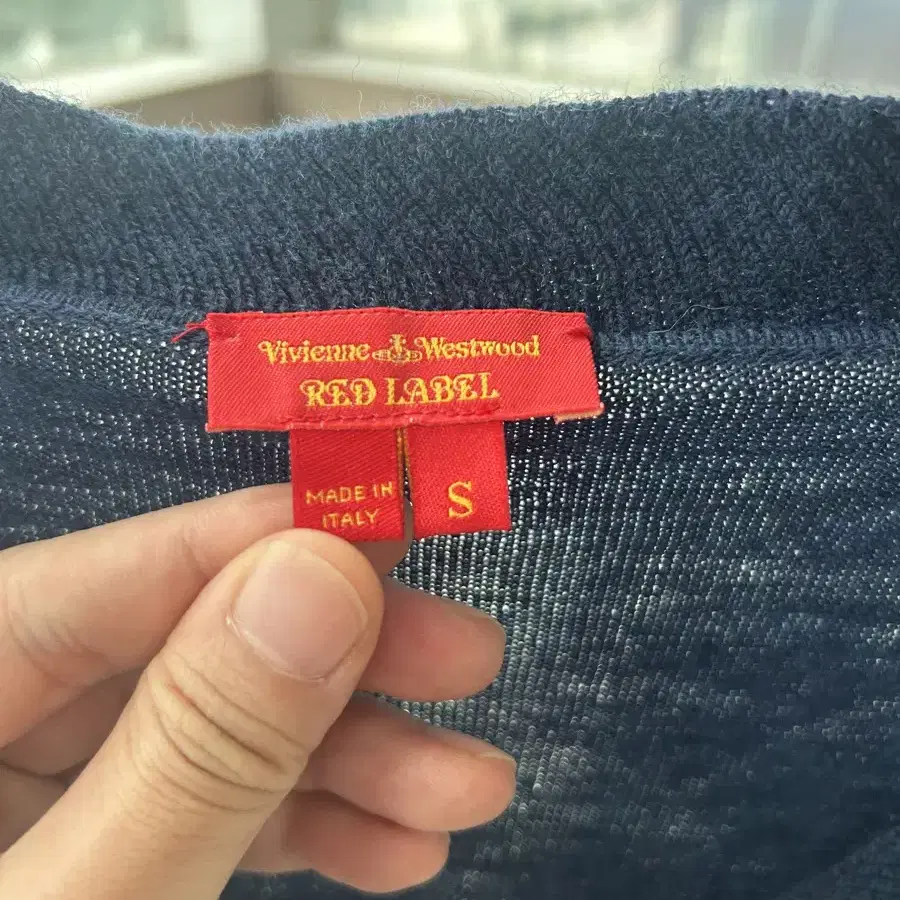 Vivienne Westwood
RED LABEL
MADE IN
ITALY
S